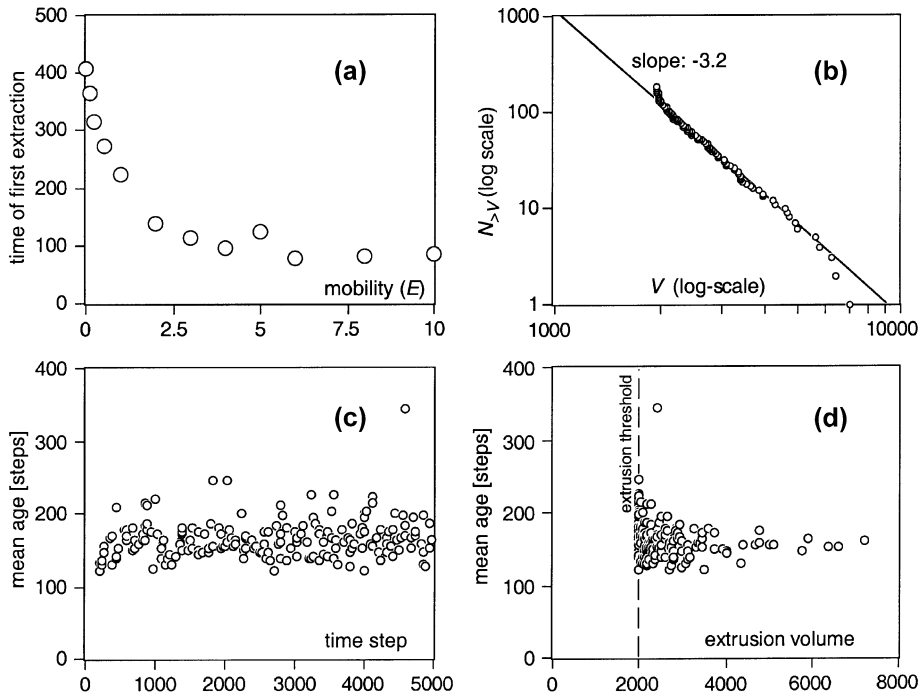 500
400
300
200
100
0
time of first extraction
(a)
mobility (E)
0
2.5
5
7.5
10
1000
100
10
1
N>V (log scale)
slope: -3.2
(b)
V (log-scale)
1000
10000
400
300
200
100
0
mean age [steps]
(c)
time step
0
1000
2000
3000
4000
5000
400
300
200
100
0
mean age [steps]
extrusion threshold
(d)
extrusion volume
0
2000
4000
6000
8000